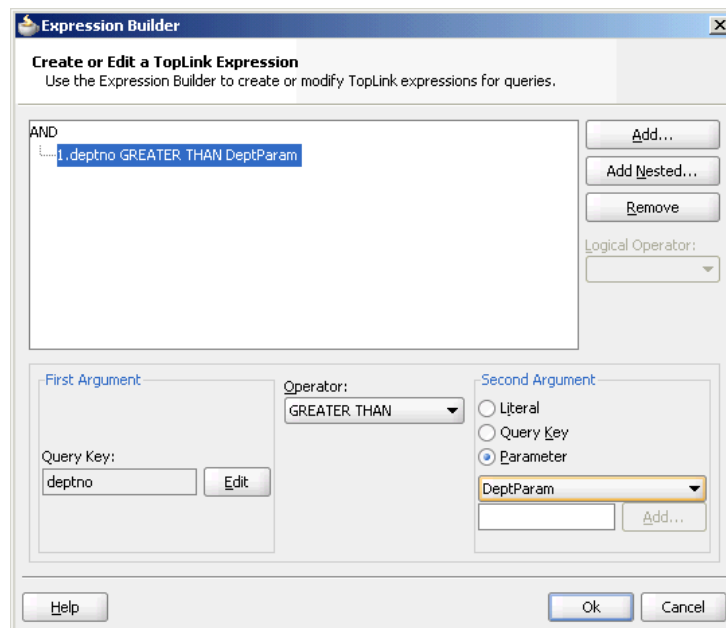 Expression Builder
Create or Edit a TopLink Expression
Use the Expression Builder to create or modify TopLink expressions for queries.
AND
1.deptno GREATER THAN DeptParam
Add...
Add Nested...
Remove
Logical Operator:
First Argument
Query Key:
deptno
Edit
Operator:
GREATER THAN
Second Argument
Literal
Query Key
Parameter
DeptParam
Add...
Help
Ok
Cancel